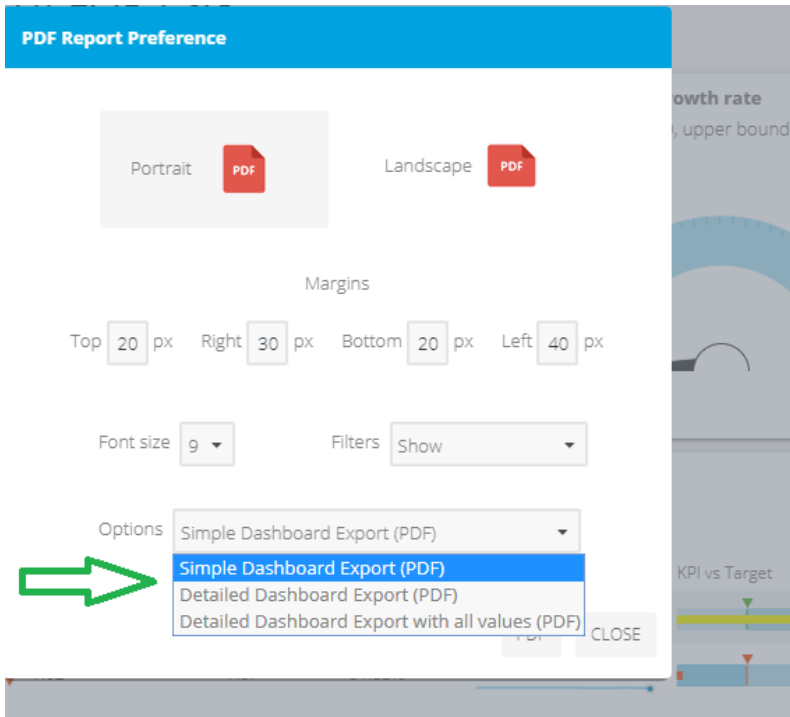 PDF Report Preference
owth rate
, upper bound
Portrait PDF
Landscape PDF
Margins
Top 20 px Right 30 px Bottom 20 px Left 40 px
Font size 9 Filters Show
Options Simple Dashboard Export (PDF)
Simple Dashboard Export (PDF)
Detailed Dashboard Export (PDF)
Detailed Dashboard Export with all values (PDF)
KPI vs Target
PDF CLOSE